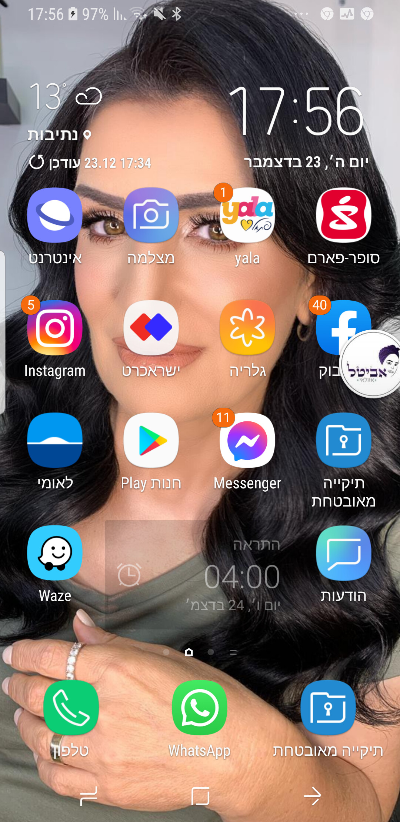 17:56 97%
13°
נתיבות
עודכן 23.12 17:34
17:56
יום ה', 23 בדצמבר
1
yala
סופר-פארם
yala
מצלמה
אינטרנט
5
40
בוק
גלריה
ישראכרט
Instagram
אביטל
11
תיקייה מאובטחת
Messenger
חנות Play
לאומי
התראה
04:00
יום ו', 24 בדצמ'
הודעות
Waze
תיקייה מאובטחת
WhatsApp
טלפון